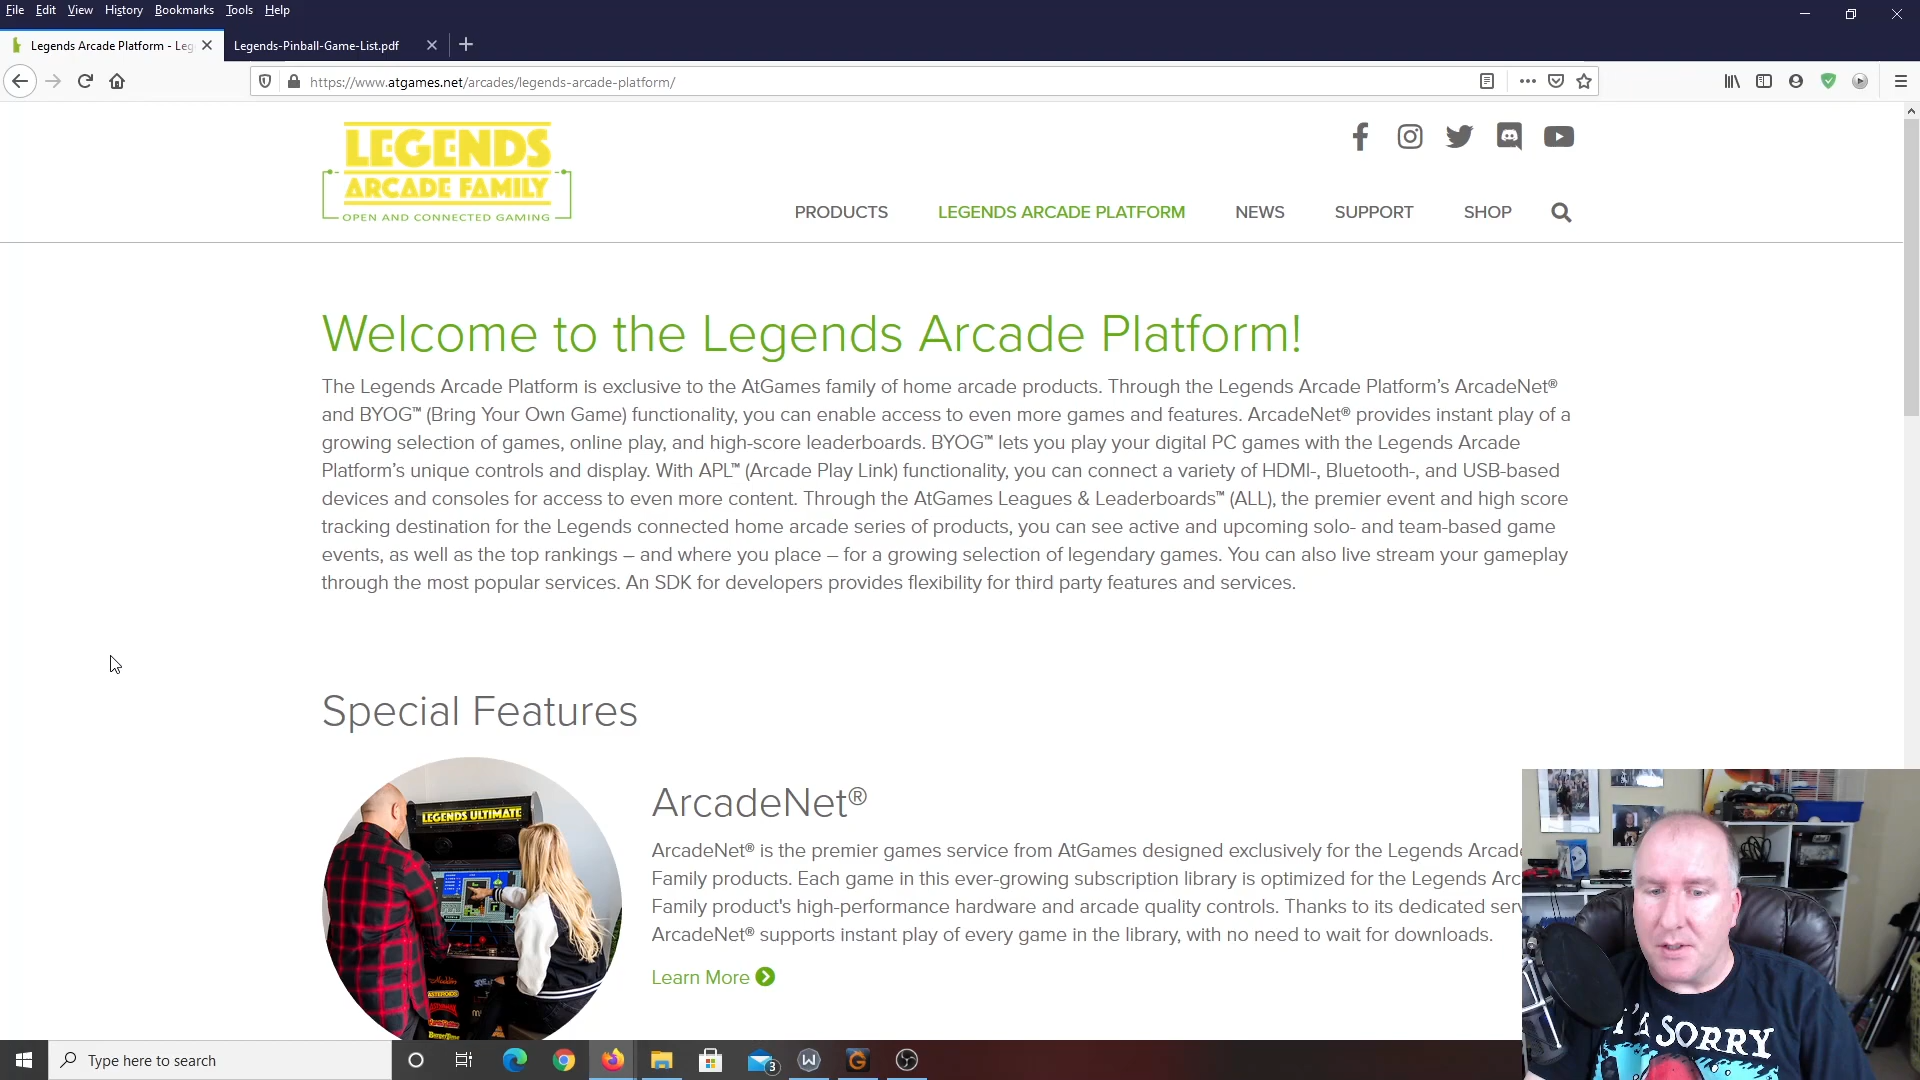 File Edit View History Bookmarks Tools Help
Legends Arcade Platform - Leg
Legends-Pinball-Game-List.pdf
https://www.atgames.net/arcades/legends-arcade-platform/
LEGENDS
ARCADE FAMILY
OPEN AND CONNECTED GAMING
PRODUCTS LEGENDS ARCADE PLATFORM NEWS SUPPORT SHOP
Welcome to the Legends Arcade Platform!
The Legends Arcade Platform is exclusive to the AtGames family of home arcade products. Through the Legends Arcade Platform’s ArcadeNet®
and BYOG™ (Bring Your Own Game) functionality, you can enable access to even more games and features. ArcadeNet® provides instant play of a
growing selection of games, online play, and high-score leaderboards. BYOG™ lets you play your digital PC games with the Legends Arcade
Platform’s unique controls and display. With APL™ (Arcade Play Link) functionality, you can connect a variety of HDMI-, Bluetooth-, and USB-based
devices and consoles for access to even more content. Through the AtGames Leagues & Leaderboards™ (ALL), the premier event and high score
tracking destination for the Legends connected home arcade series of products, you can see active and upcoming solo- and team-based game
events, as well as the top rankings – and where you place – for a growing selection of legendary games. You can also live stream your gameplay
through the most popular services. An SDK for developers provides flexibility for third party features and services.
Special Features
LEGENDS ULTIMATE
ArcadeNet®
ArcadeNet® is the premier games service from AtGames designed exclusively for the Legends Arcade
Family products. Each game in this ever-growing subscription library is optimized for the Legends Arc
Family product's high-performance hardware and arcade quality controls. Thanks to its dedicated serv
ArcadeNet® supports instant play of every game in the library, with no need to wait for downloads.
Learn More
ASTEROIDS
I'M SORRY
Type here to search
3